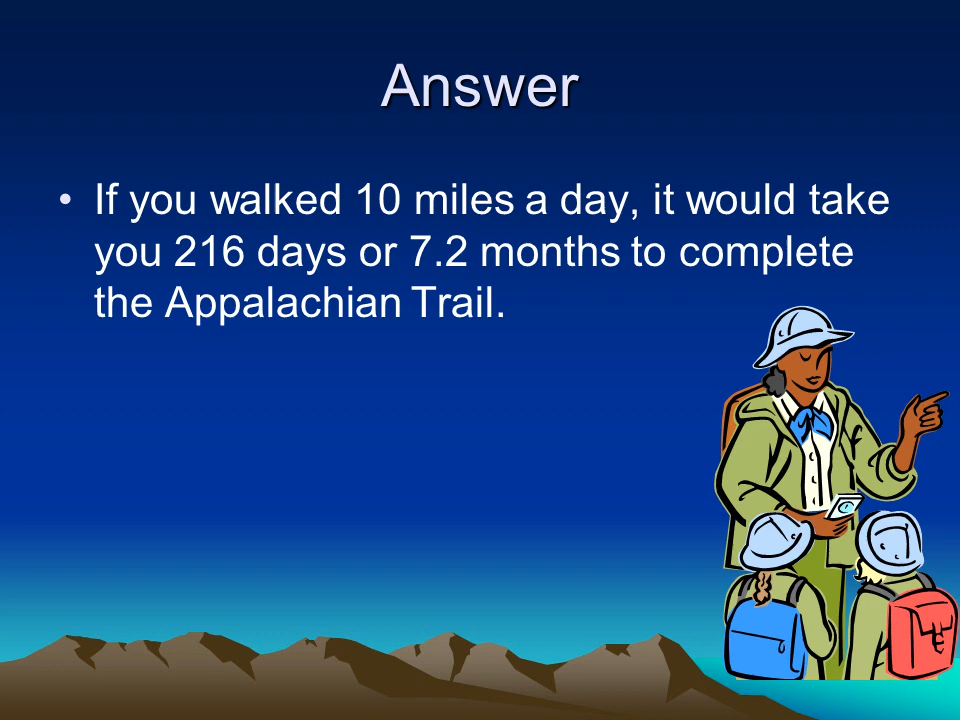 Answer
• If you walked 10 miles a day, it would take
you 216 days or 7.2 months to complete
the Appalachian Trail.